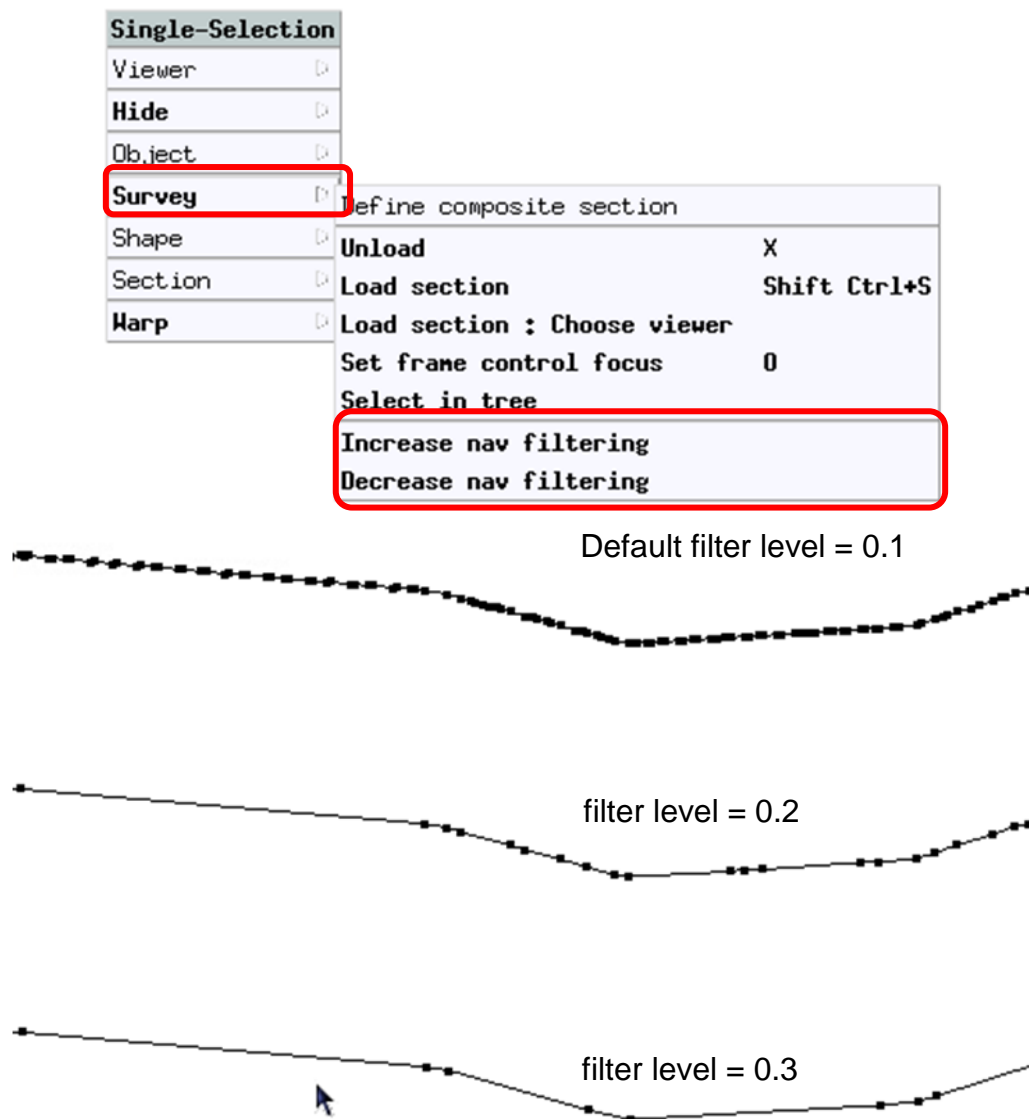 Single-Selection
Viewer
Hide
Object
Survey
Shape
Section
Warp
Define composite section
Unload X
Load section Shift Ctrl+S
Load section : Choose viewer
Set frame control focus O
Select in tree
Increase nav filtering
Decrease nav filtering
Default filter level = 0.1
filter level = 0.2
filter level = 0.3